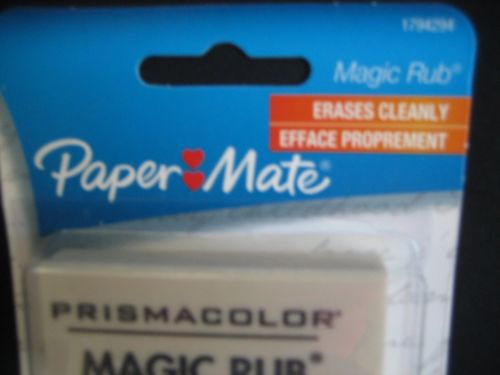 1794294
Magic Rub®
ERASES CLEANLY
EFFACE PROPREMENT
Paper Mate®
PRISMACOLOR®
MAGIC RUB®